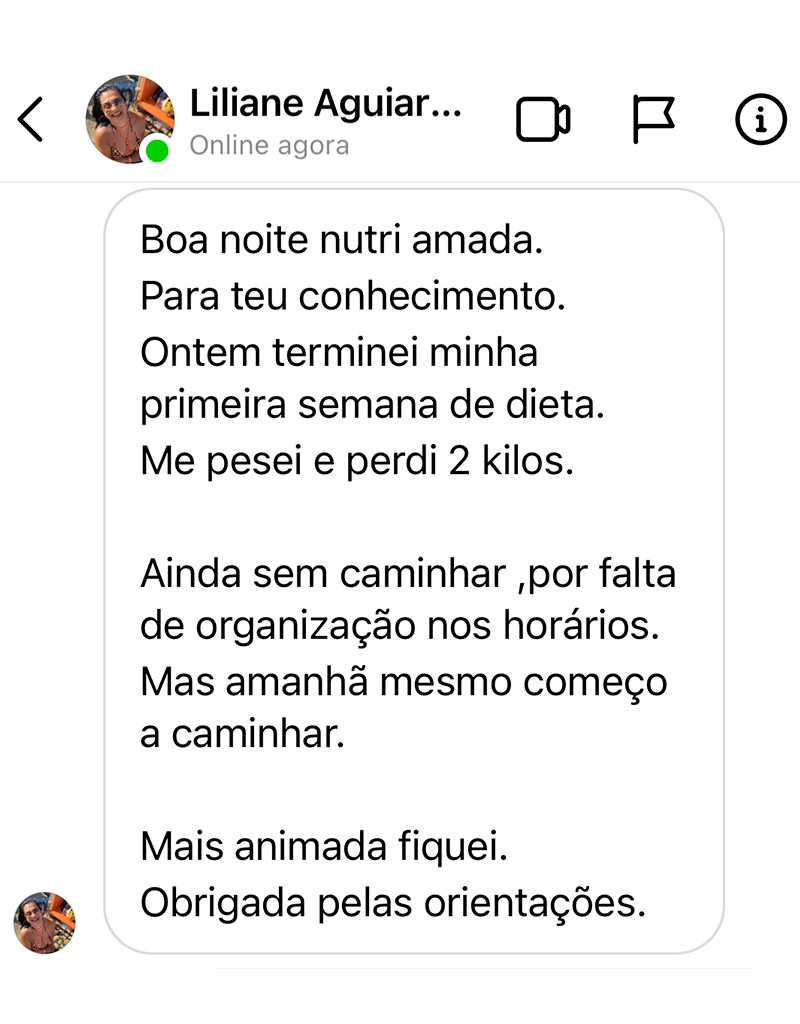 Liliane Aguiar...
Online agora
Boa noite nutri amada.
Para teu conhecimento.
Ontem terminei minha
primeira semana de dieta.
Me pesei e perdi 2 kilos.
Ainda sem caminhar ,por falta
de organização nos horários.
Mas amanhã mesmo começo
a caminhar.
Mais animada fiquei.
Obrigada pelas orientações.